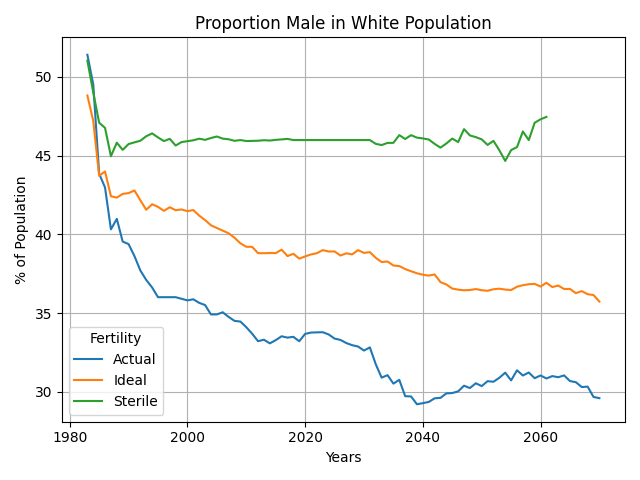 Proportion Male in White Population
% of Population
50
45
40
35
30
Fertility
Actual
Ideal
Sterile
1980
2000
2020
2040
2060
Years